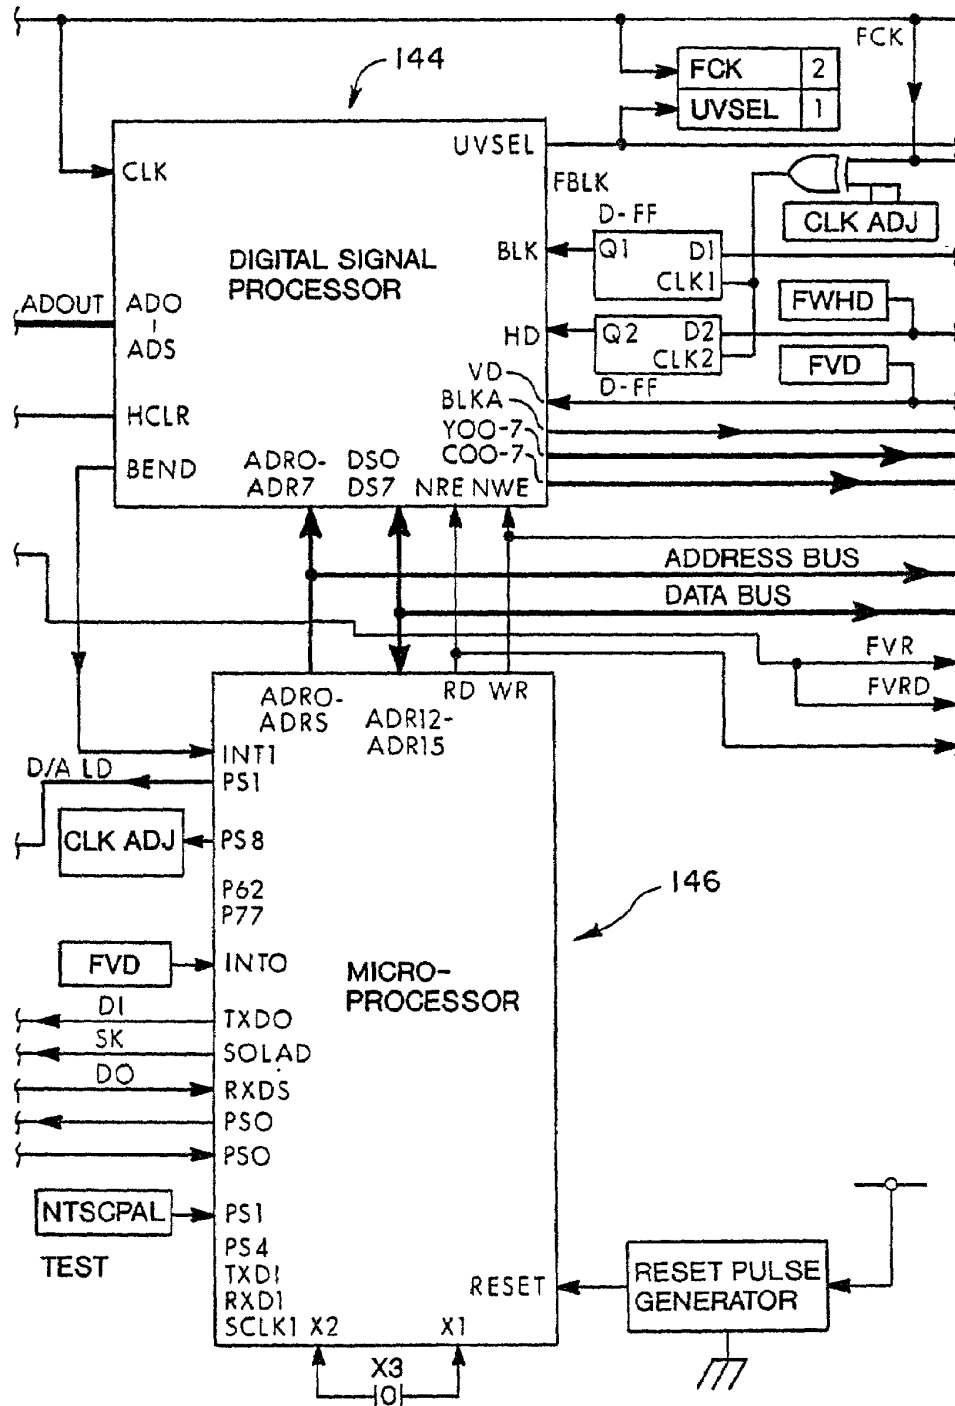 FCK
144
FCK 2
UVSEL 1
UVSEL
CLK
FBLK
CLK ADJ
D-FF
DIGITAL SIGNAL
PROCESSOR
BLK
Q1 D1
CLK1
ADOUT
ADO
ADS
FWHD
HD
Q2 D2
CLK2
VD
FVD
D-FF
BLKA
HCLR
YOO-7
COO-7
BEND
ADRO-
ADR7
DSO
DS7
NRE NWE
ADDRESS BUS
DATA BUS
FVR
FVRD
ADRO-
ADRS
ADR12-
ADR15
RD WR
INT1
D/A LD
PS1
CLK ADJ
PS8
146
P62
P77
FVD
INTO
MICRO-
PROCESSOR
DI
TXDO
SK
SOLAD
DO
RXDS
PSO
PSO
NTSCPAL
PS1
TEST
PS4
TXD1
RXD1
SCLK1 X2 X1
RESET
RESET PULSE
GENERATOR
X3